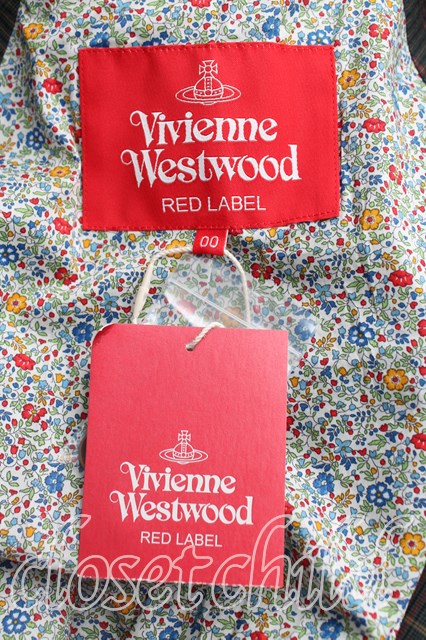 Vivienne
Westwood
RED LABEL
00
Vivienne
Westwood
RED LABEL
closetchild